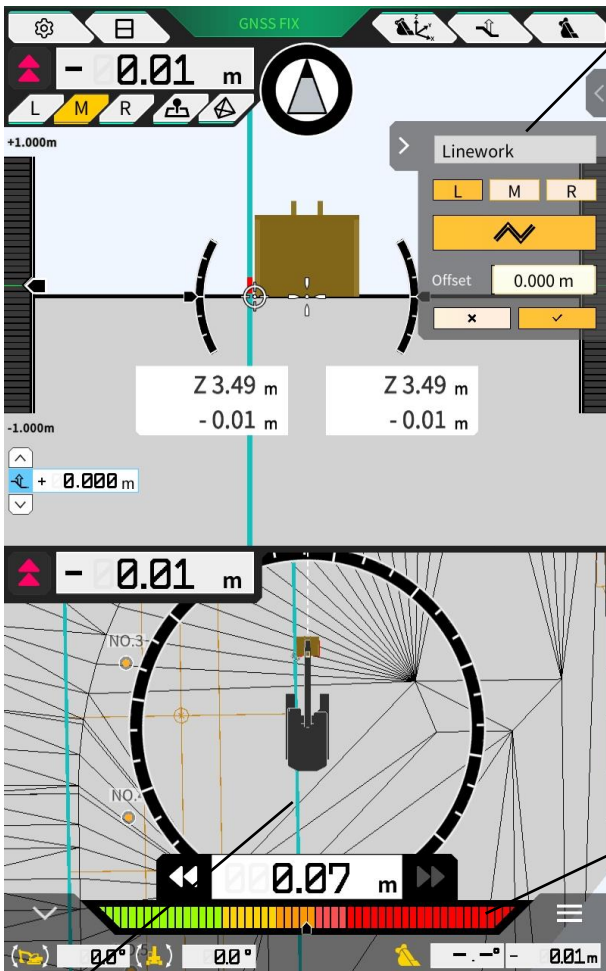 GNSS FIX
- 0.01 m
L M R
+1.000m
Linework
L M R
Offset 0.000 m
Z 3.49 m
- 0.01 m
Z 3.49 m
- 0.01 m
-1.000m
+ 0.000 m
- 0.01 m
NO.3
NO.
0.07 m
0.0° 0.0° -.-° - 0.01m